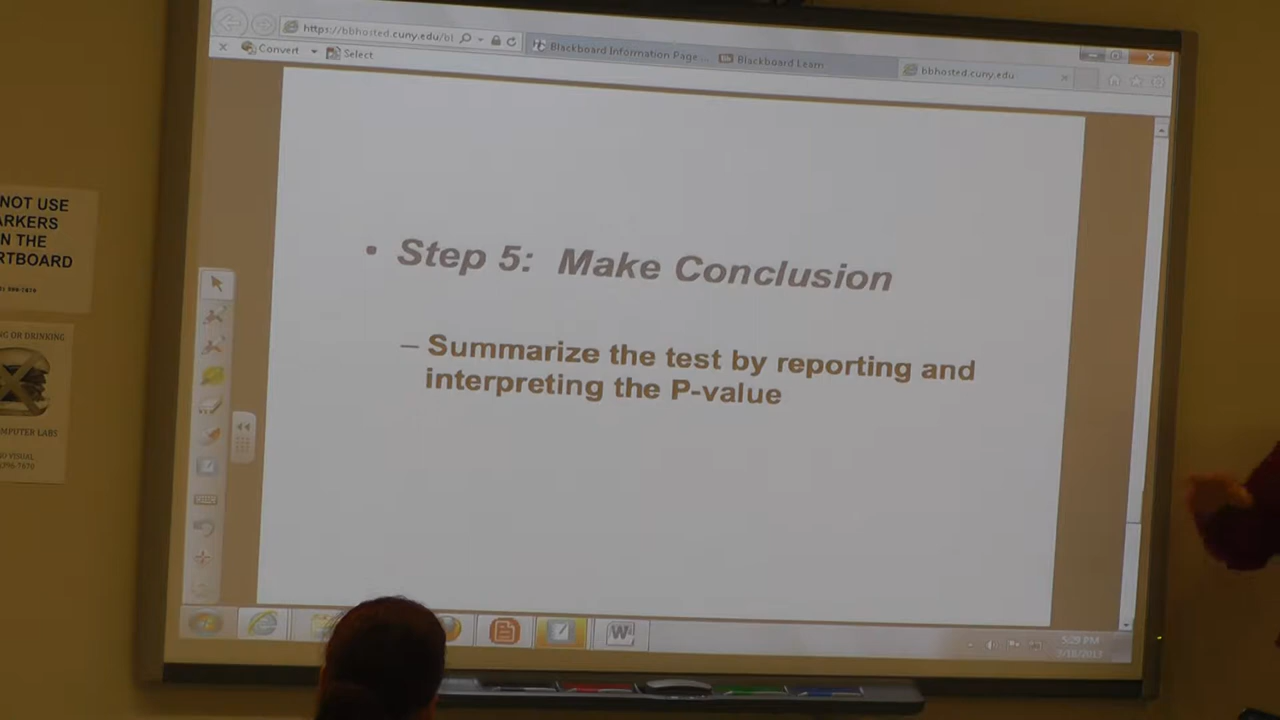 https://bbhosted.cuny.edu/bl
Blackboard Information Page...
Blackboard Learn
bbhosted.cuny.edu
Convert
Select
Step 5: Make Conclusion
– Summarize the test by reporting and
interpreting the P-value
NOT USE
ARKERS
N THE
RTBOARD
NG OR DRINKING
MPUTER LABS
5:29 PM